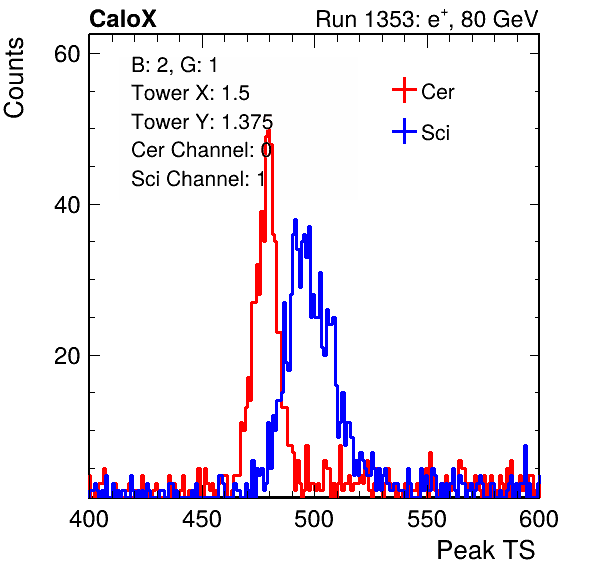 CaloX Run 1353: e⁺, 80 GeV
Counts
B: 2, G: 1
Tower X: 1.5
Tower Y: 1.375
Cer Channel: 0
Sci Channel: 1
Cer
Sci
60
40
20
400 450 500 550 600
Peak TS